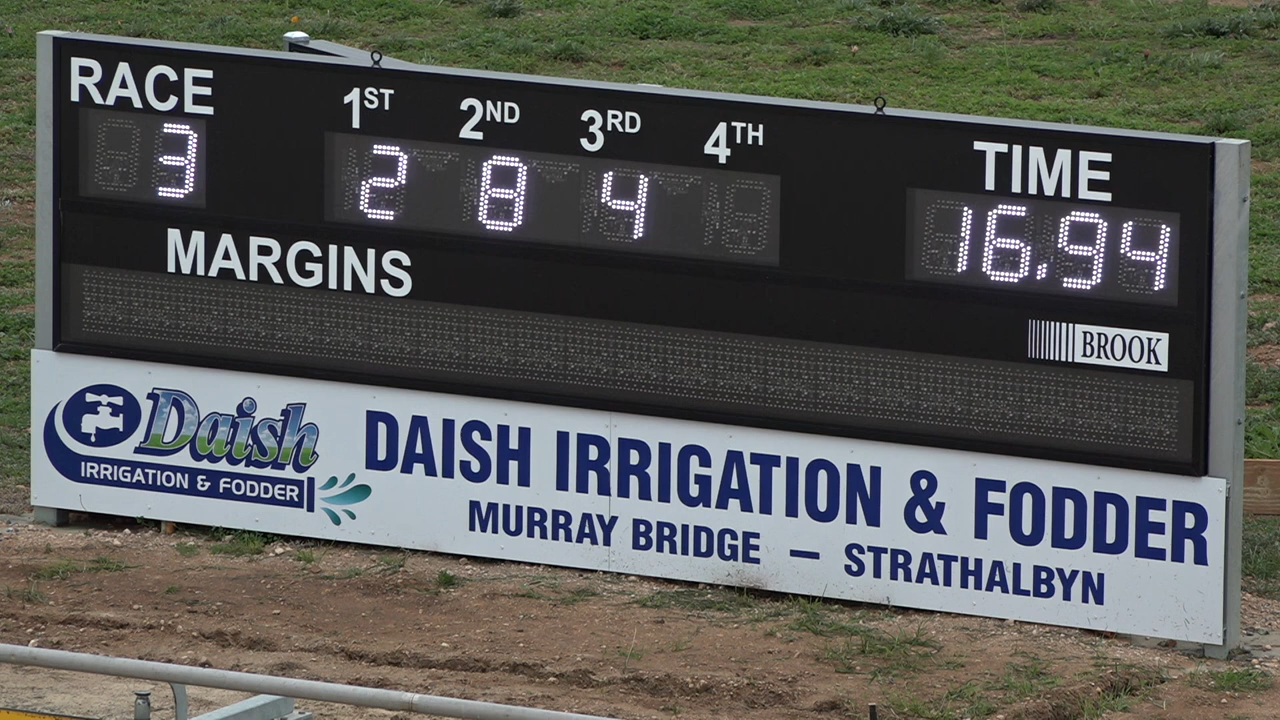 RACE 1ST 2ND 3RD 4TH TIME
3 2 8 4 16.94
MARGINS
BROOK
Daish
IRRIGATION & FODDER
DAISH IRRIGATION & FODDER
MURRAY BRIDGE – STRATHALBYN